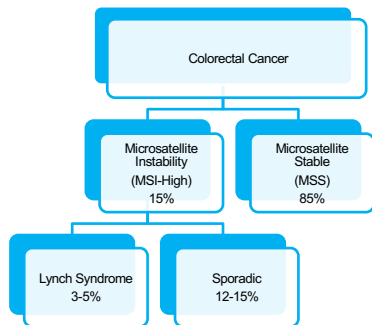 Colorectal Cancer
Microsatellite
Instability
(MSI-High)
15%
Microsatellite
Stable
(MSS)
85%
Lynch Syndrome
3-5%
Sporadic
12-15%